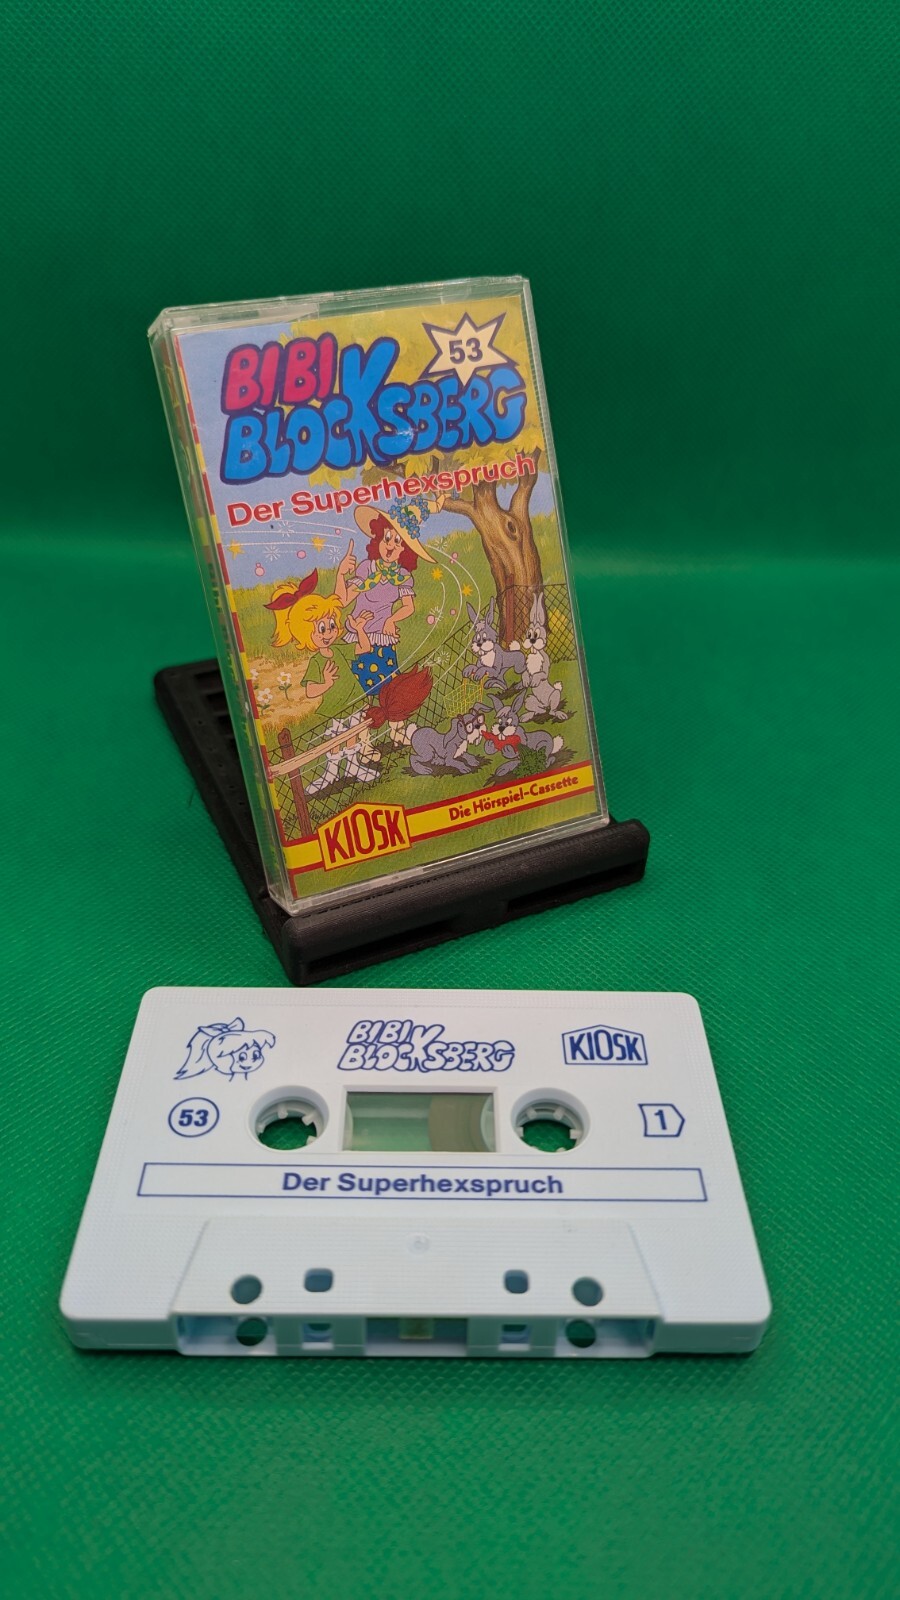 53
BIBI
BLOCKSBERG
Der Superhexspruch
KIOSK
Die Hörspiel-Cassette
BIBI
BLOCKSBERG
KIOSK
53
1
Der Superhexspruch